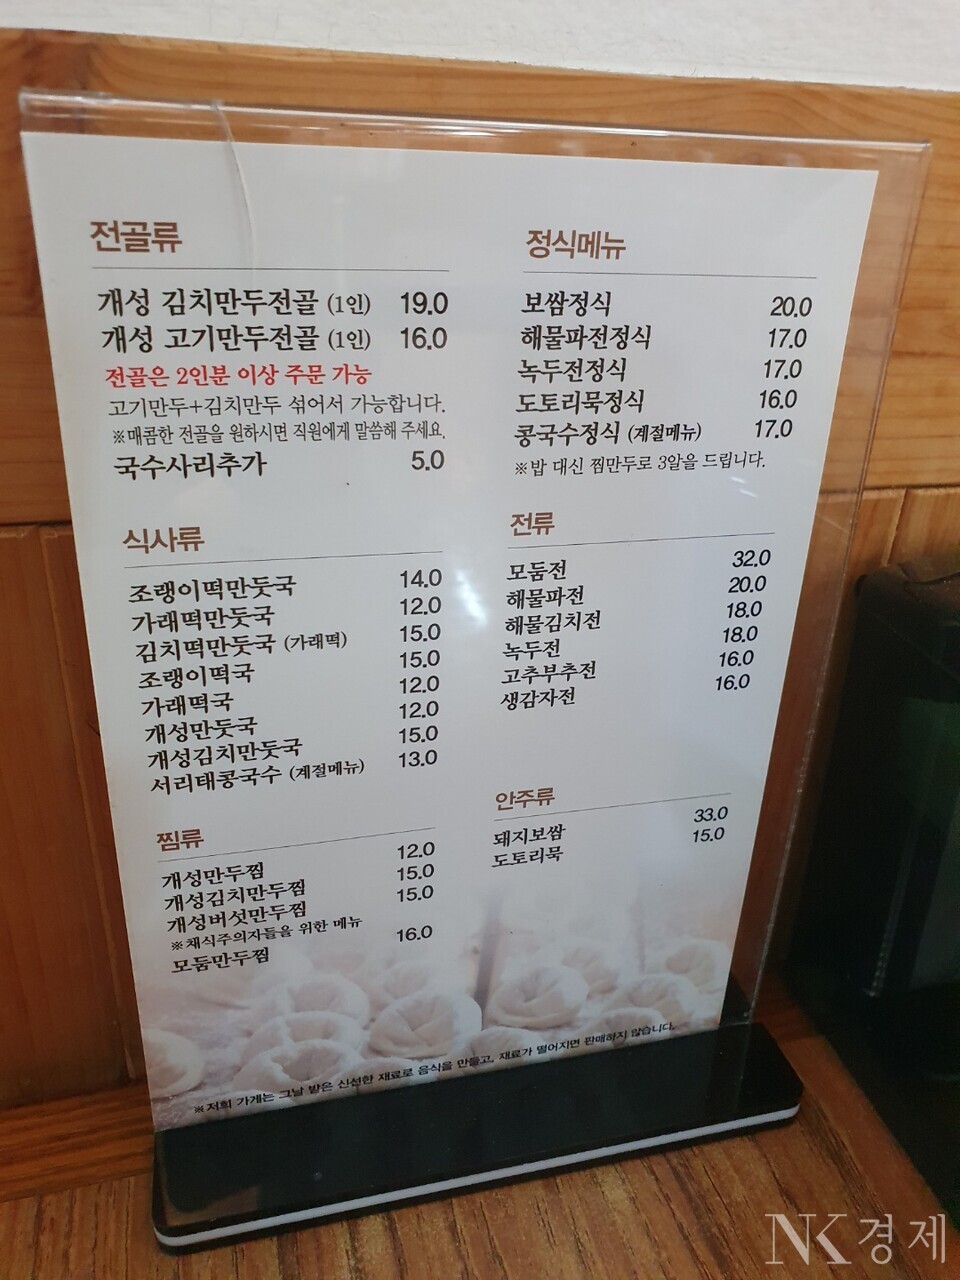 전골류
개성 김치만두전골 (1인) 19.0
개성 고기만두전골 (1인) 16.0
전골은 2인분 이상 주문 가능
고기만두+김치만두 섞어서 가능합니다.
※매콤한 전골을 원하시면 직원에게 말씀해 주세요.
국수사리추가 5.0
식사류
조랭이떡만둣국 14.0
가래떡만둣국 12.0
김치떡만둣국 (가래떡) 15.0
조랭이떡국 15.0
가래떡국 12.0
개성만둣국 12.0
개성김치만둣국 15.0
서리태콩국수 (계절메뉴) 13.0
찜류
개성만두찜 12.0
개성김치만두찜 15.0
개성버섯만두찜 15.0
※채식주의자들을 위한 메뉴
모둠만두찜 16.0
정식메뉴
보쌈정식 20.0
해물파전정식 17.0
녹두전정식 17.0
도토리묵정식 16.0
콩국수정식 (계절메뉴) 17.0
※밥 대신 찜만두로 3알을 드립니다.
전류
모둠전 32.0
해물파전 20.0
해물김치전 18.0
녹두전 18.0
고추부추전 16.0
생감자전 16.0
안주류
돼지보쌈 33.0
도토리묵 15.0
※저희 가게는 그날 받은 신선한 재료로 음식을 만들고, 재료가 떨어지면 판매하지 않습니다.
NK경제